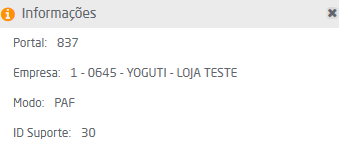 Informações
Portal: 837
Empresa: 1 - 0645 - YOGUTI - LOJA TESTE
Modo: PAF
ID Suporte: 30